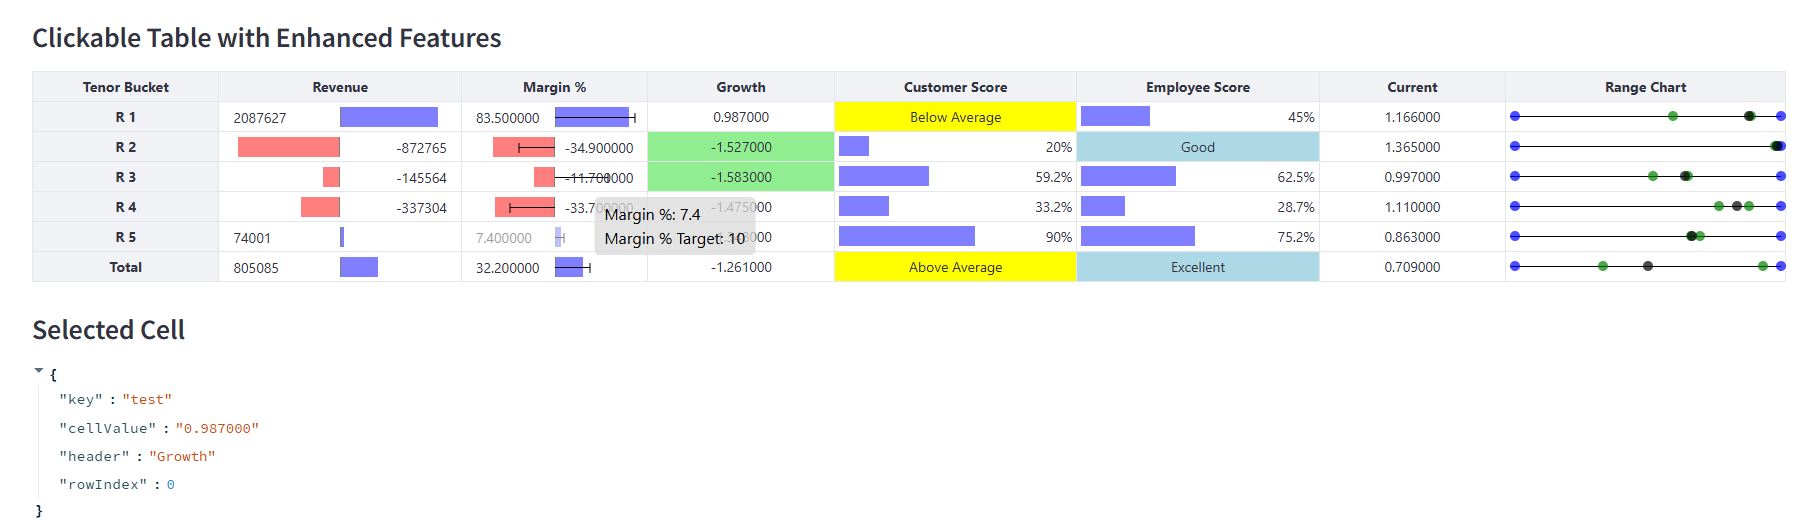 Clickable Table with Enhanced Features
Tenor Bucket Revenue Margin % Growth Customer Score Employee Score Current Range Chart
R 1 2087627 83.500000 0.987000 Below Average 45% 1.166000
R 2 -872765 -34.900000 -1.527000 20% Good 1.365000
R 3 -145564 -11.700000 -1.583000 59.2% 62.5% 0.997000
R 4 -337304 -33.700000 -1.475000 33.2% 28.7% 1.110000
Margin %: 7.4
R 5 74001 7.400000 90% 75.2% 0.863000
Margin % Target: 10
Total 805085 32.200000 -1.261000 Above Average Excellent 0.709000
Selected Cell
{
"key" : "test"
"cellValue" : "0.987000"
"header" : "Growth"
"rowIndex" : 0
}